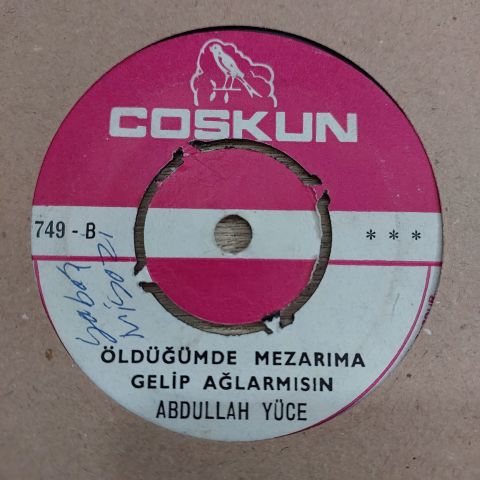 COSKUN
749 - B
* * *
ÖLDÜĞÜMDE MEZARIMA
GELİP AĞLARMISIN
ABDULLAH YÜCE